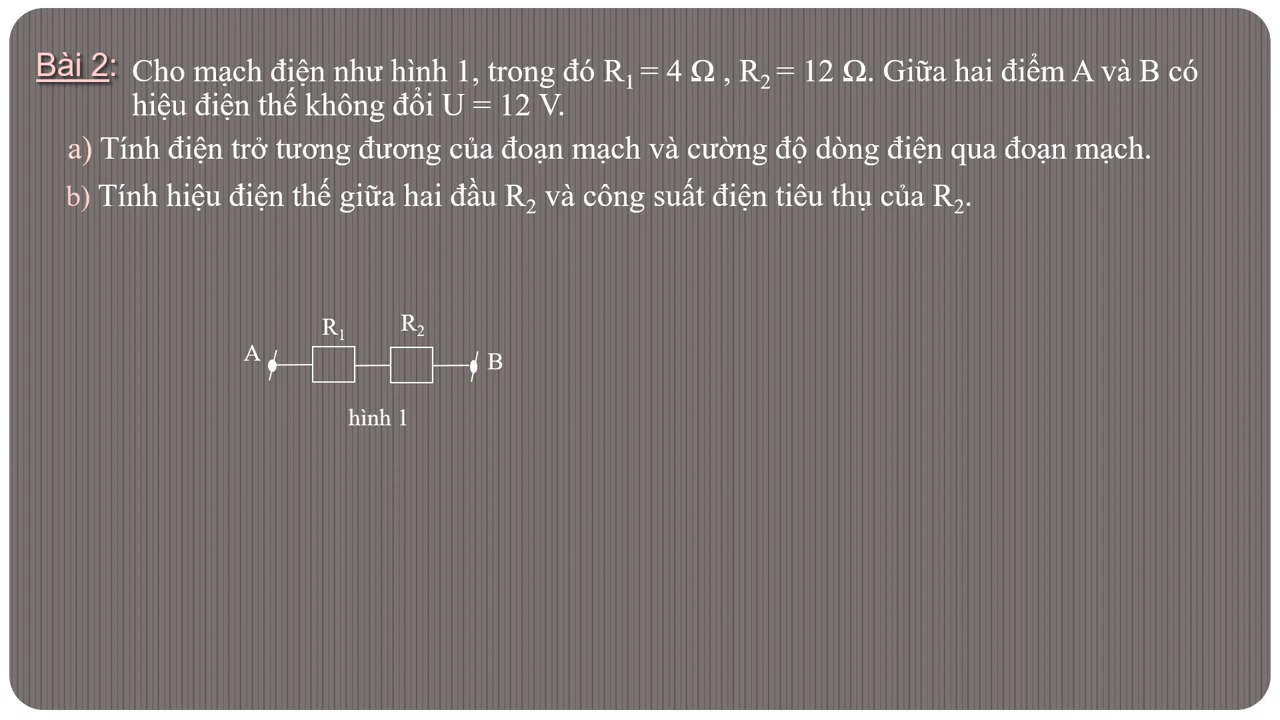 Bài 2: Cho mạch điện như hình 1, trong đó R₁ = 4 Ω , R₂ = 12 Ω. Giữa hai điểm A và B có
hiệu điện thế không đổi U = 12 V.
a) Tính điện trở tương đương của đoạn mạch và cường độ dòng điện qua đoạn mạch.
b) Tính hiệu điện thế giữa hai đầu R₂ và công suất điện tiêu thụ của R₂.
R₁ R₂
A B
hình 1